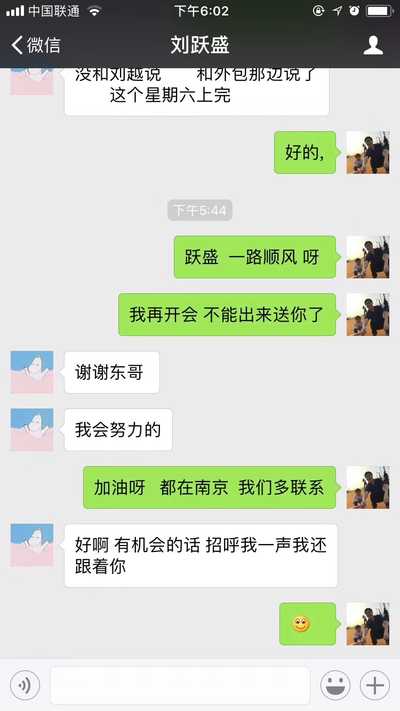 中国联通 下午6:02
微信 刘跃盛
没和刘越说 和外包那边说了
这个星期六上完
好的,
下午5:44
跃盛 一路顺风 呀
我再开会 不能出来送你了
谢谢东哥
我会努力的
加油呀 都在南京 我们多联系
好啊 有机会的话 招呼我一声我还
跟着你